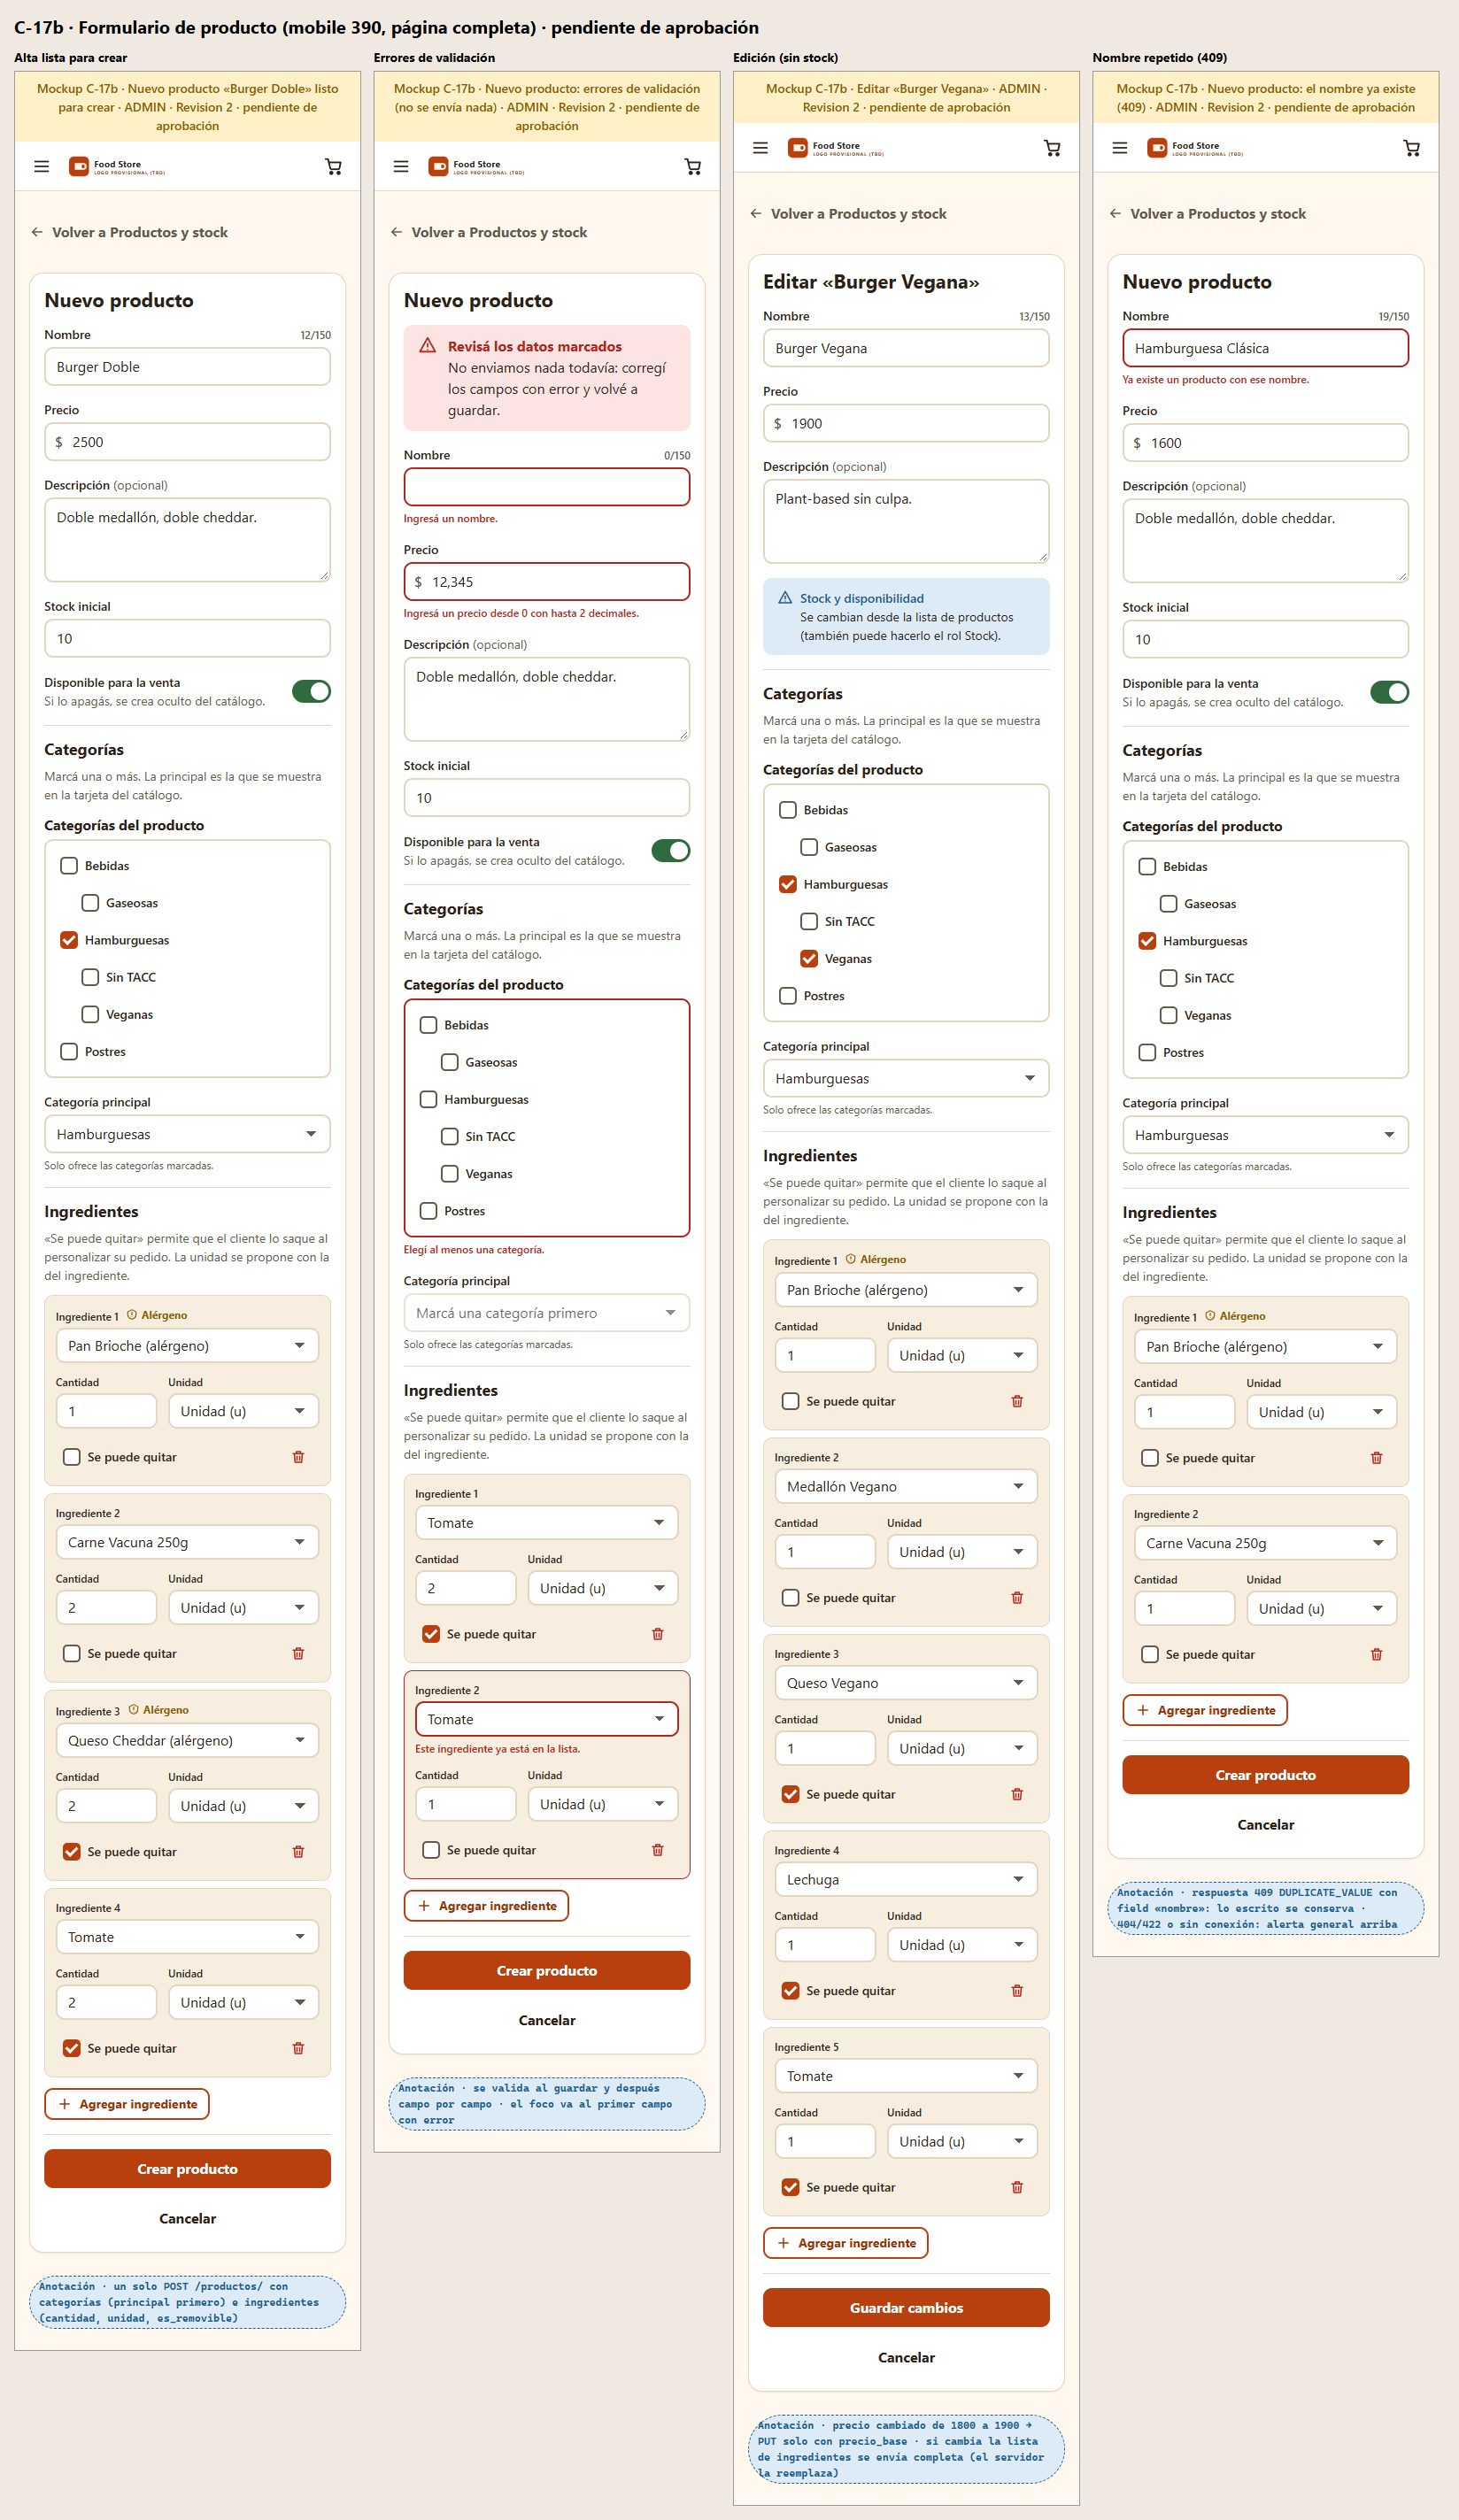 C-17b · Formulario de producto (mobile 390, página completa) · pendiente de aprobación
Alta lista para crear
Mockup C-17b · Nuevo producto «Burger Doble» listo
para crear · ADMIN · Revision 2 · pendiente de
aprobación
Food Store
LOGO PROVISIONAL (TBD)
← Volver a Productos y stock
Nuevo producto
Nombre 12/150
Burger Doble
Precio
$ 2500
Descripción (opcional)
Doble medallón, doble cheddar.
Stock inicial
10
Disponible para la venta
Si lo apagás, se crea oculto del catálogo.
Categorías
Marcá una o más. La principal es la que se muestra
en la tarjeta del catálogo.
Categorías del producto
Bebidas
Gaseosas
Hamburguesas
Sin TACC
Veganas
Postres
Categoría principal
Hamburguesas
Solo ofrece las categorías marcadas.
Ingredientes
«Se puede quitar» permite que el cliente lo saque al
personalizar su pedido. La unidad se propone con la
del ingrediente.
Ingrediente 1 Alérgeno
Pan Brioche (alérgeno)
Cantidad Unidad
1 Unidad (u)
Se puede quitar
Ingrediente 2
Carne Vacuna 250g
Cantidad Unidad
2 Unidad (u)
Se puede quitar
Ingrediente 3 Alérgeno
Queso Cheddar (alérgeno)
Cantidad Unidad
2 Unidad (u)
Se puede quitar
Ingrediente 4
Tomate
Cantidad Unidad
2 Unidad (u)
Se puede quitar
+ Agregar ingrediente
Crear producto
Cancelar
Anotación · un solo POST /productos/ con
categorías (principal primero) e ingredientes
(cantidad, unidad, es_removible)
Errores de validación
Mockup C-17b · Nuevo producto: errores de validación
(no se envía nada) · ADMIN · Revision 2 · pendiente de
aprobación
Food Store
LOGO PROVISIONAL (TBD)
← Volver a Productos y stock
Nuevo producto
Revisá los datos marcados
No enviamos nada todavía: corregí
los campos con error y volvé a
guardar.
Nombre 0/150
Ingresá un nombre.
Precio
$ 12,345
Ingresá un precio desde 0 con hasta 2 decimales.
Descripción (opcional)
Doble medallón, doble cheddar.
Stock inicial
10
Disponible para la venta
Si lo apagás, se crea oculto del catálogo.
Categorías
Marcá una o más. La principal es la que se muestra
en la tarjeta del catálogo.
Categorías del producto
Bebidas
Gaseosas
Hamburguesas
Sin TACC
Veganas
Postres
Elegí al menos una categoría.
Categoría principal
Marcá una categoría primero
Solo ofrece las categorías marcadas.
Ingredientes
«Se puede quitar» permite que el cliente lo saque al
personalizar su pedido. La unidad se propone con la
del ingrediente.
Ingrediente 1
Tomate
Cantidad Unidad
2 Unidad (u)
Se puede quitar
Ingrediente 2
Tomate
Este ingrediente ya está en la lista.
Cantidad Unidad
1 Unidad (u)
Se puede quitar
+ Agregar ingrediente
Crear producto
Cancelar
Anotación · se valida al guardar y después
campo por campo · el foco va al primer campo
con error
Edición (sin stock)
Mockup C-17b · Editar «Burger Vegana» · ADMIN ·
Revision 2 · pendiente de aprobación
Food Store
LOGO PROVISIONAL (TBD)
← Volver a Productos y stock
Editar «Burger Vegana»
Nombre 13/150
Burger Vegana
Precio
$ 1900
Descripción (opcional)
Plant-based sin culpa.
Stock y disponibilidad
Se cambian desde la lista de productos
(también puede hacerlo el rol Stock).
Categorías
Marcá una o más. La principal es la que se muestra
en la tarjeta del catálogo.
Categorías del producto
Bebidas
Gaseosas
Hamburguesas
Sin TACC
Veganas
Postres
Categoría principal
Hamburguesas
Solo ofrece las categorías marcadas.
Ingredientes
«Se puede quitar» permite que el cliente lo saque al
personalizar su pedido. La unidad se propone con la
del ingrediente.
Ingrediente 1 Alérgeno
Pan Brioche (alérgeno)
Cantidad Unidad
1 Unidad (u)
Se puede quitar
Ingrediente 2
Medallón Vegano
Cantidad Unidad
1 Unidad (u)
Se puede quitar
Ingrediente 3
Queso Vegano
Cantidad Unidad
1 Unidad (u)
Se puede quitar
Ingrediente 4
Lechuga
Cantidad Unidad
1 Unidad (u)
Se puede quitar
Ingrediente 5
Tomate
Cantidad Unidad
1 Unidad (u)
Se puede quitar
+ Agregar ingrediente
Guardar cambios
Cancelar
Anotación · precio cambiado de 1800 a 1900 →
PUT solo con precio_base · si cambia la lista
de ingredientes se envía completa (el servidor
la reemplaza)
Nombre repetido (409)
Mockup C-17b · Nuevo producto: el nombre ya existe
(409) · ADMIN · Revision 2 · pendiente de aprobación
Food Store
LOGO PROVISIONAL (TBD)
← Volver a Productos y stock
Nuevo producto
Nombre 19/150
Hamburguesa Clásica
Ya existe un producto con ese nombre.
Precio
$ 1600
Descripción (opcional)
Doble medallón, doble cheddar.
Stock inicial
10
Disponible para la venta
Si lo apagás, se crea oculto del catálogo.
Categorías
Marcá una o más. La principal es la que se muestra
en la tarjeta del catálogo.
Categorías del producto
Bebidas
Gaseosas
Hamburguesas
Sin TACC
Veganas
Postres
Categoría principal
Hamburguesas
Solo ofrece las categorías marcadas.
Ingredientes
«Se puede quitar» permite que el cliente lo saque al
personalizar su pedido. La unidad se propone con la
del ingrediente.
Ingrediente 1 Alérgeno
Pan Brioche (alérgeno)
Cantidad Unidad
1 Unidad (u)
Se puede quitar
Ingrediente 2
Carne Vacuna 250g
Cantidad Unidad
1 Unidad (u)
Se puede quitar
+ Agregar ingrediente
Crear producto
Cancelar
Anotación · respuesta 409 DUPLICATE_VALUE con
field «nombre»: lo escrito se conserva ·
404/422 o sin conexión: alerta general arriba